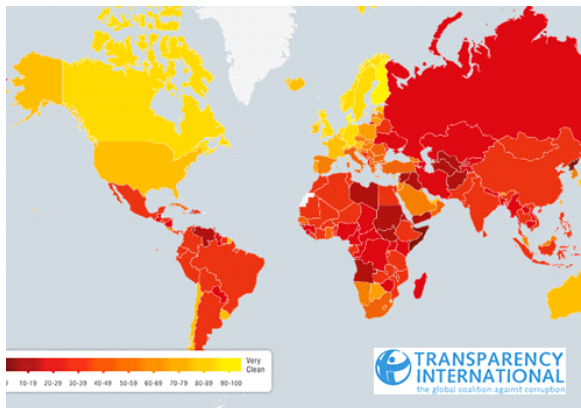 Very
Clean
9 10-19 20-29 30-39 40-49 50-59 60-69 70-79 80-89 90-100
TRANSPARENCY
INTERNATIONAL
the global coalition against corruption